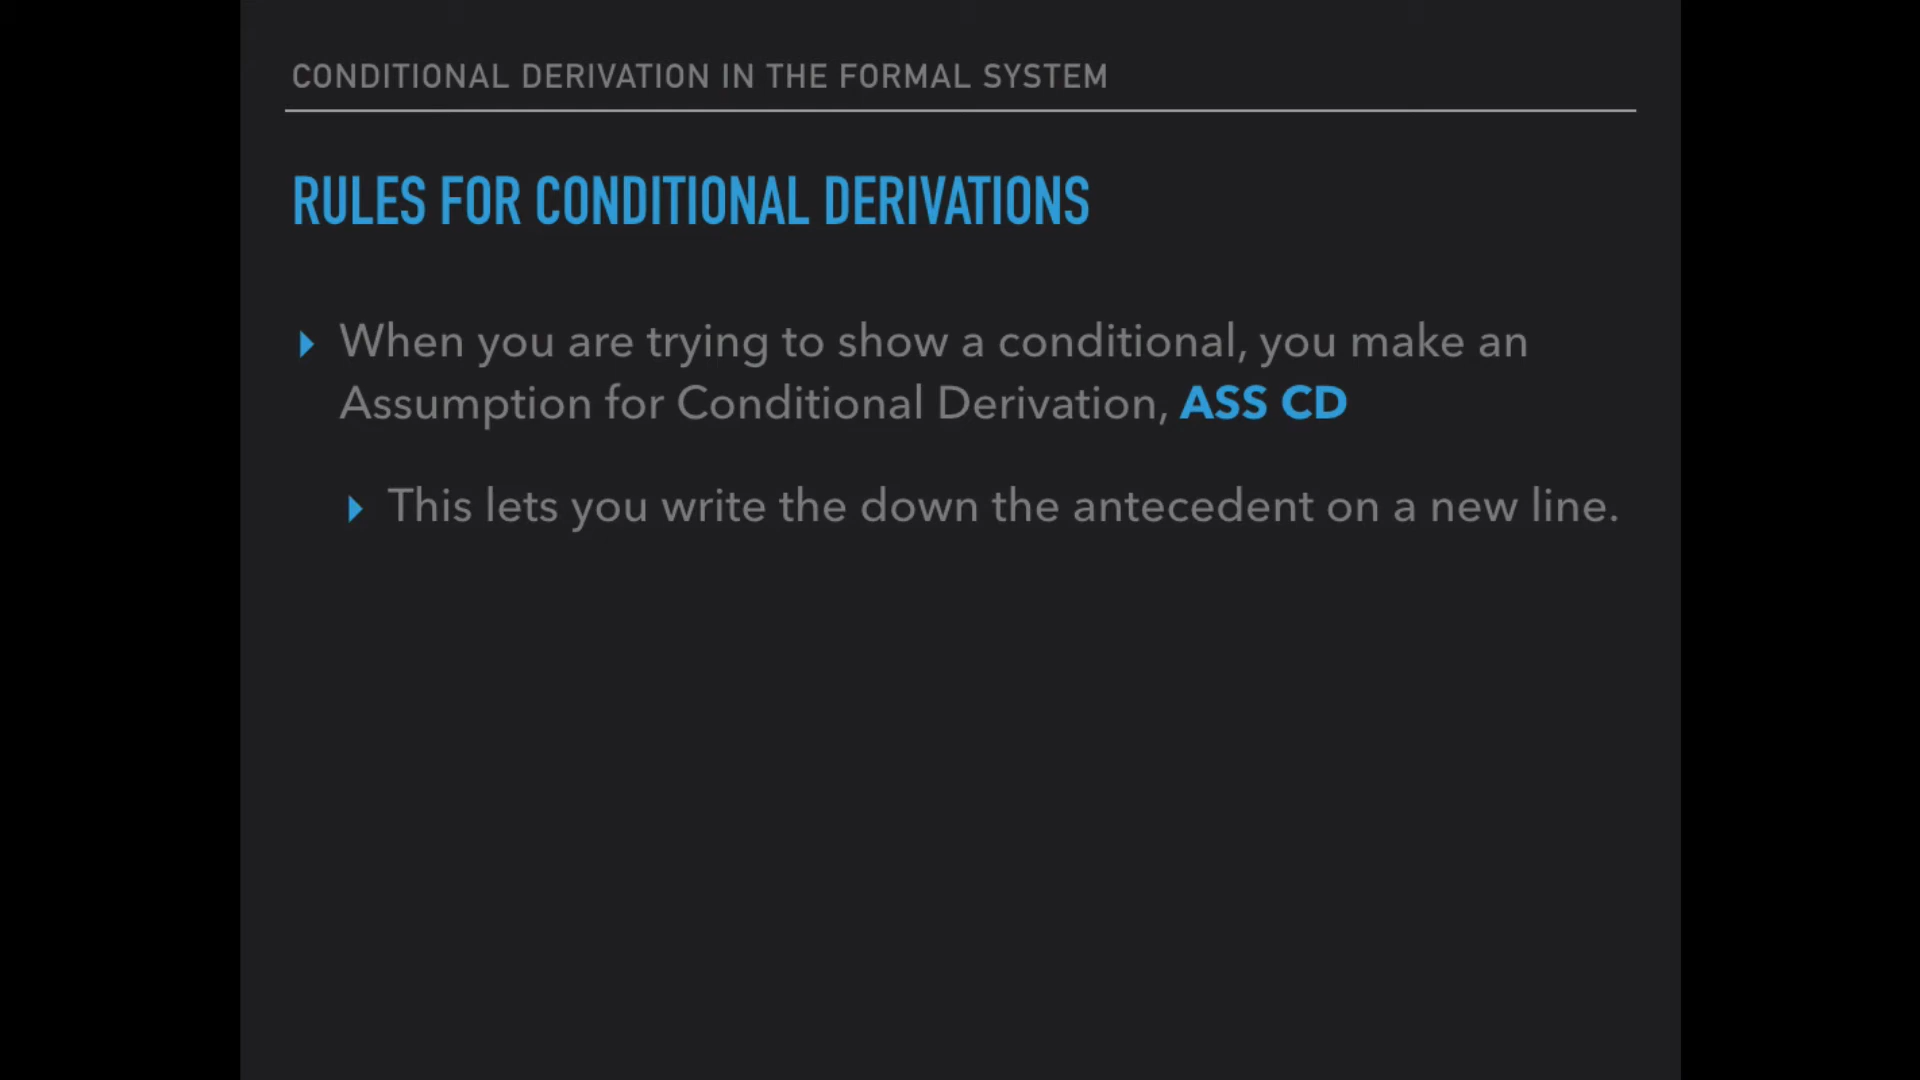 CONDITIONAL DERIVATION IN THE FORMAL SYSTEM
RULES FOR CONDITIONAL DERIVATIONS
When you are trying to show a conditional, you make an
Assumption for Conditional Derivation, ASS CD
This lets you write the down the antecedent on a new line.